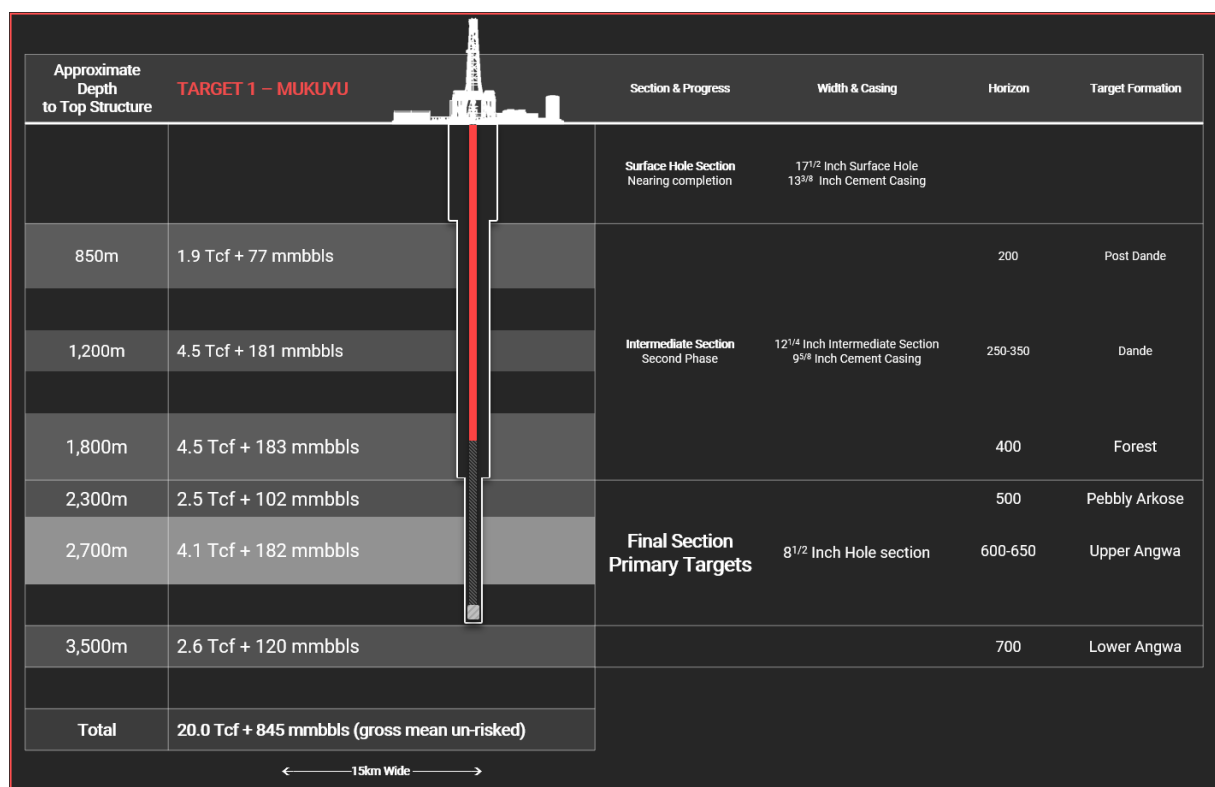 Approximate
Depth
to Top Structure
TARGET 1 – MUKUYU
Section & Progress
Width & Casing
Horizon
Target Formation
Surface Hole Section
Nearing completion
17 1/2 Inch Surface Hole
13 3/8 Inch Cement Casing
850m
1.9 Tcf + 77 mmbbls
200
Post Dande
1,200m
4.5 Tcf + 181 mmbbls
Intermediate Section
Second Phase
12 1/4 Inch Intermediate Section
9 5/8 Inch Cement Casing
250-350
Dande
1,800m
4.5 Tcf + 183 mmbbls
400
Forest
2,300m
2.5 Tcf + 102 mmbbls
500
Pebbly Arkose
2,700m
4.1 Tcf + 182 mmbbls
Final Section
Primary Targets
8 1/2 Inch Hole section
600-650
Upper Angwa
3,500m
2.6 Tcf + 120 mmbbls
700
Lower Angwa
Total
20.0 Tcf + 845 mmbbls (gross mean un-risked)
15km Wide